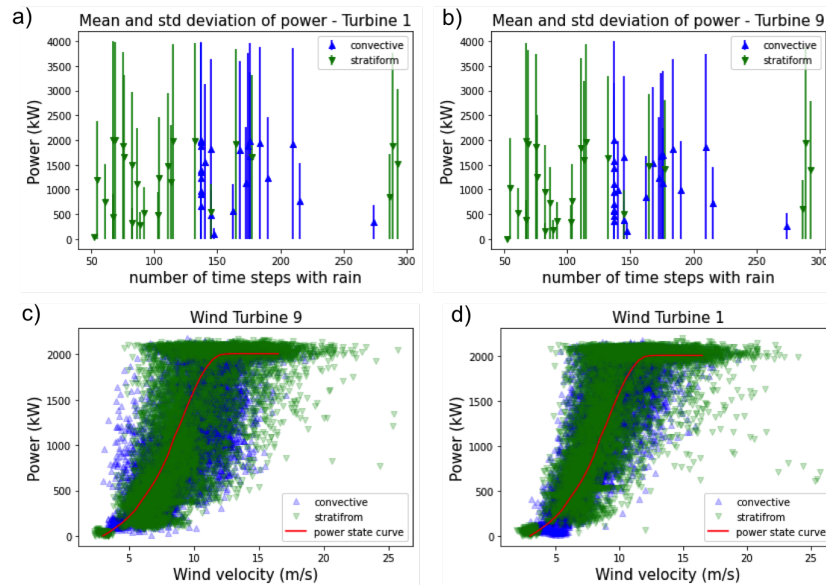 a)
Mean and std deviation of power - Turbine 1
convective
stratiform
4000
3500
3000
2500
2000
1500
1000
500
0
Power (kW)
50 100 150 200 250 300
number of time steps with rain
b)
Mean and std deviation of power - Turbine 9
convective
stratiform
4000
3500
3000
2500
2000
1500
1000
500
0
Power (kW)
50 100 150 200 250 300
number of time steps with rain
c)
Wind Turbine 9
2000
1500
1000
500
0
Power (kW)
convective
stratifrom
power state curve
5 10 15 20 25
Wind velocity (m/s)
d)
Wind Turbine 1
2000
1500
1000
500
0
Power (kW)
convective
stratifrom
power state curve
5 10 15 20 25
Wind velocity (m/s)